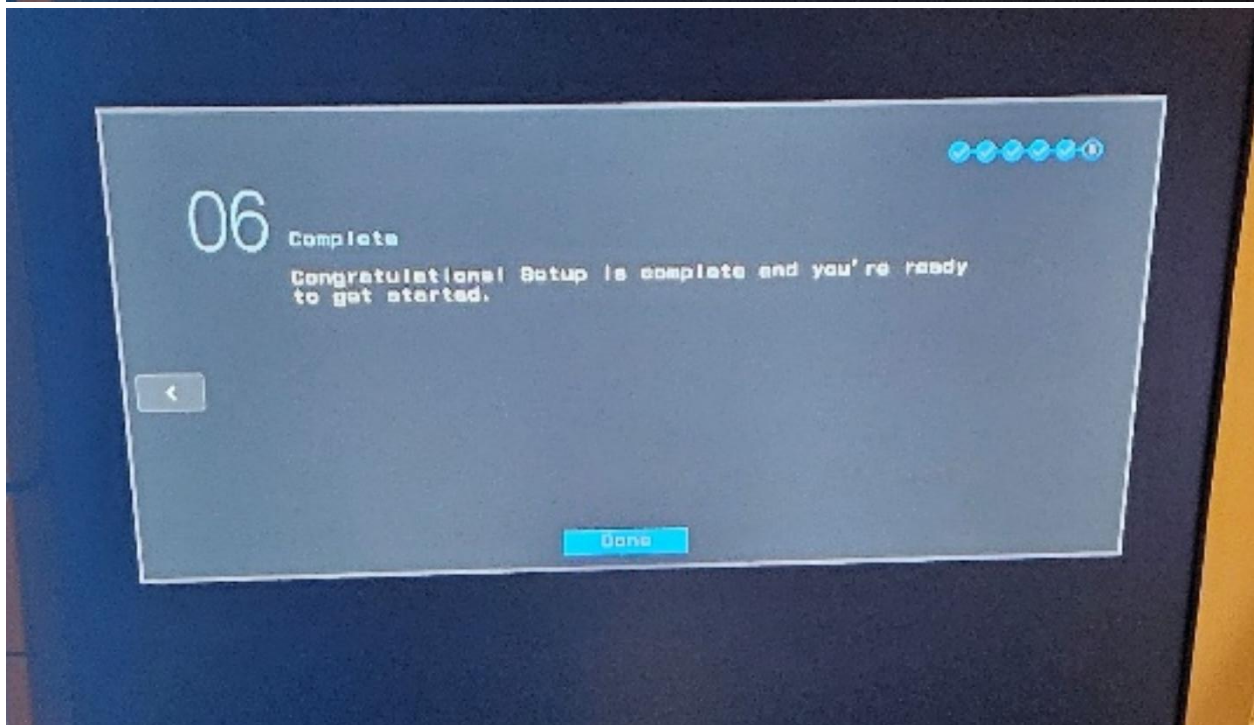 06 Complete
Congratulations! Setup is complete and you're ready
to get started.
<
Done